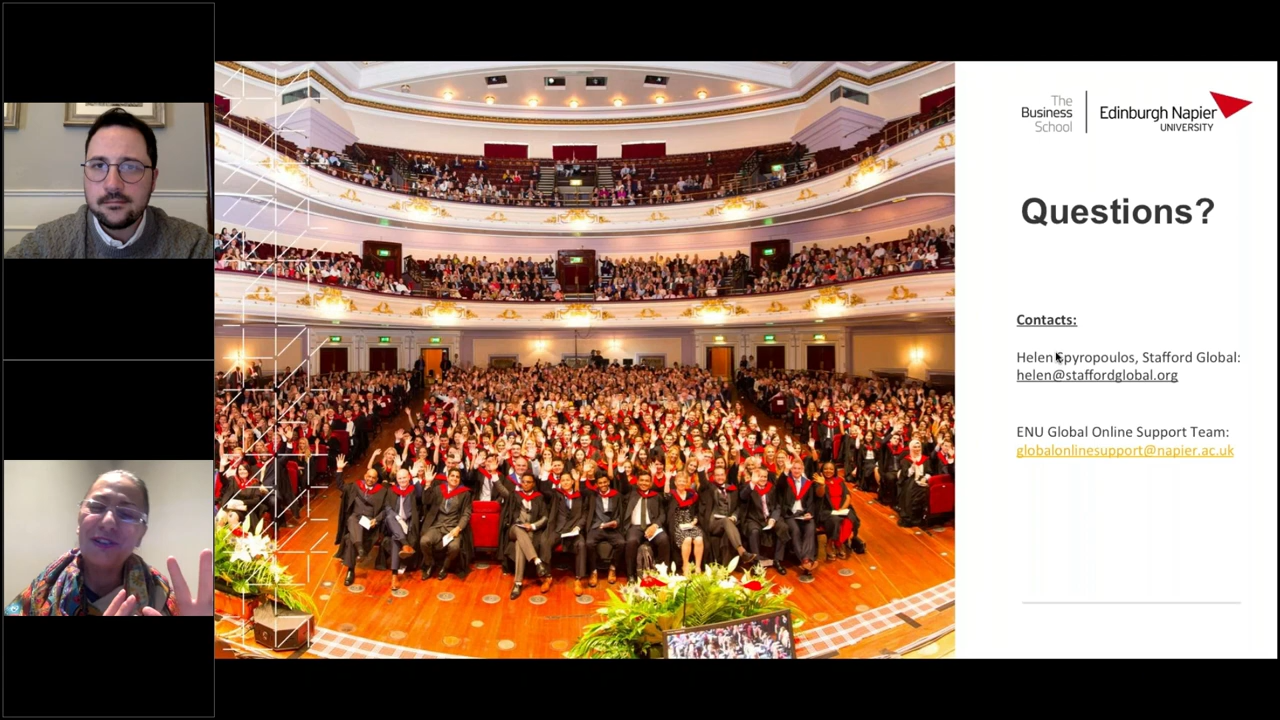 The
Business
School
Edinburgh Napier
UNIVERSITY
Questions?
Contacts:
Helen Spyropoulos, Stafford Global:
helen@staffordglobal.org
ENU Global Online Support Team:
globalonlinesupport@napier.ac.uk